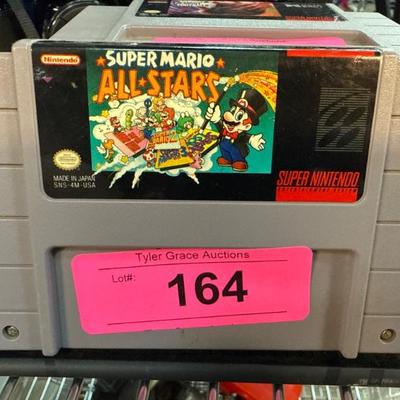 Nintendo
SUPER MARIO
ALL★STARS
MADE IN JAPAN
SNS-4M-USA
SUPER NINTENDO
ENTERTAINMENT SYSTEM
Tyler Grace Auctions
Lot#:
164